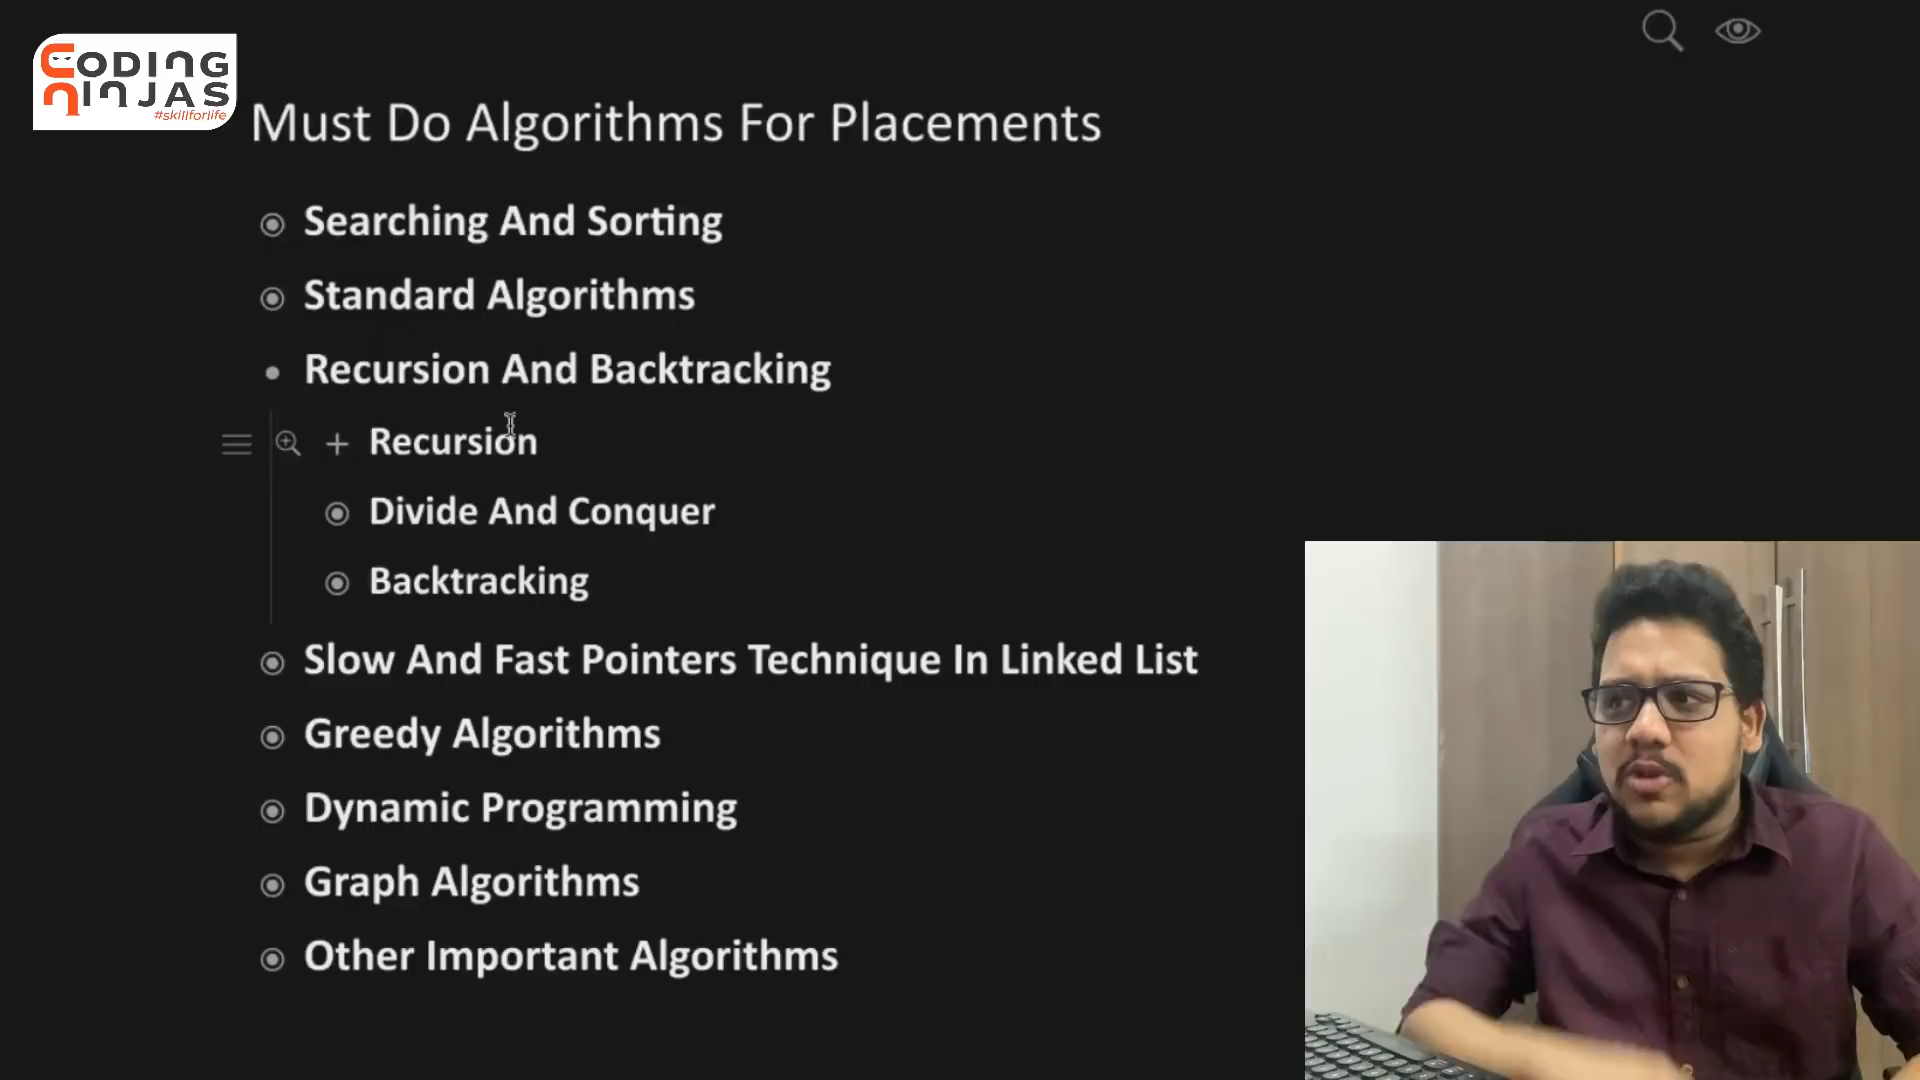 CODING
NINJAS
#skillforlife
Must Do Algorithms For Placements
Searching And Sorting
Standard Algorithms
Recursion And Backtracking
Recursion
Divide And Conquer
Backtracking
Slow And Fast Pointers Technique In Linked List
Greedy Algorithms
Dynamic Programming
Graph Algorithms
Other Important Algorithms